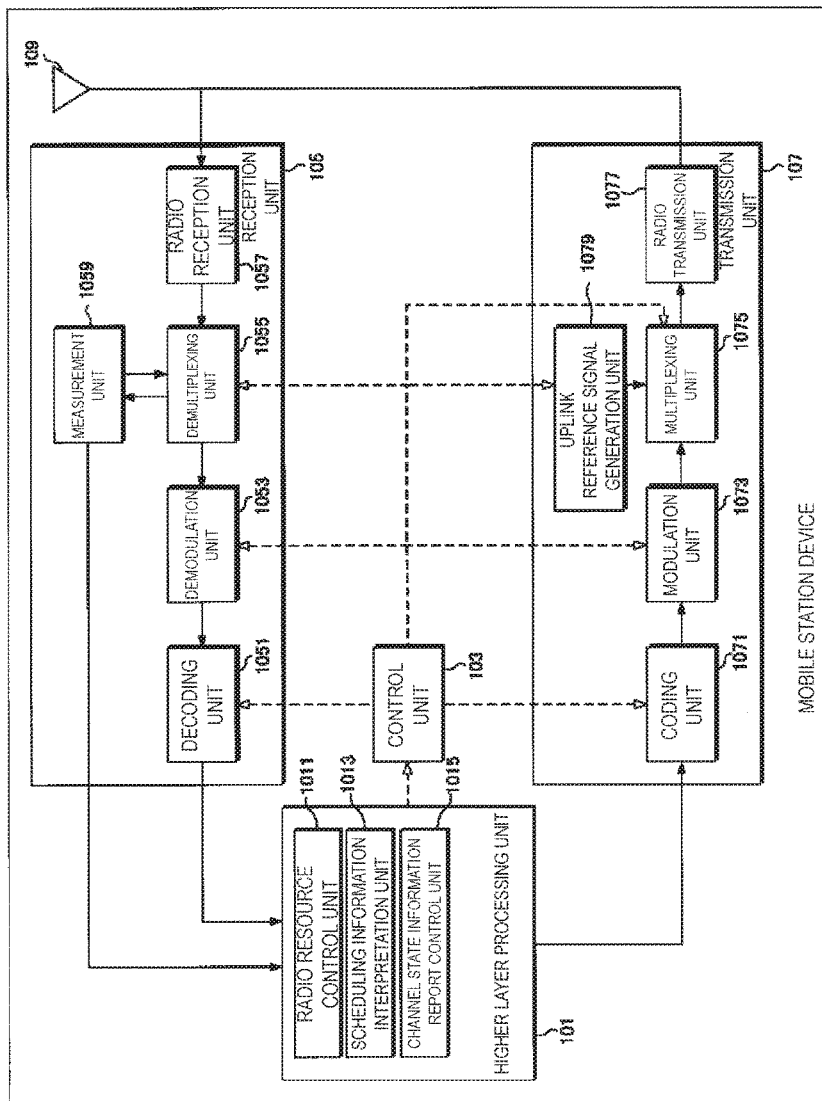 109
RADIO
RECEPTION
UNIT
1057
RECEPTION
UNIT
105
1059
MEASUREMENT
UNIT
1055
DEMULTIPLEXING
UNIT
1053
DEMODULATION
UNIT
1051
DECODING
UNIT
1011
RADIO RESOURCE
CONTROL UNIT
1013
SCHEDULING INFORMATION
INTERPRETATION UNIT
1015
CHANNEL STATE INFORMATION
REPORT CONTROL UNIT
HIGHER LAYER PROCESSING UNIT
101
CONTROL
UNIT
103
1079
UPLINK
REFERENCE SIGNAL
GENERATION UNIT
CODING
UNIT
1071
MODULATION
UNIT
1073
MULTIPLEXING
UNIT
1075
1077
RADIO
TRANSMISSION
UNIT
TRANSMISSION
UNIT
107
MOBILE STATION DEVICE